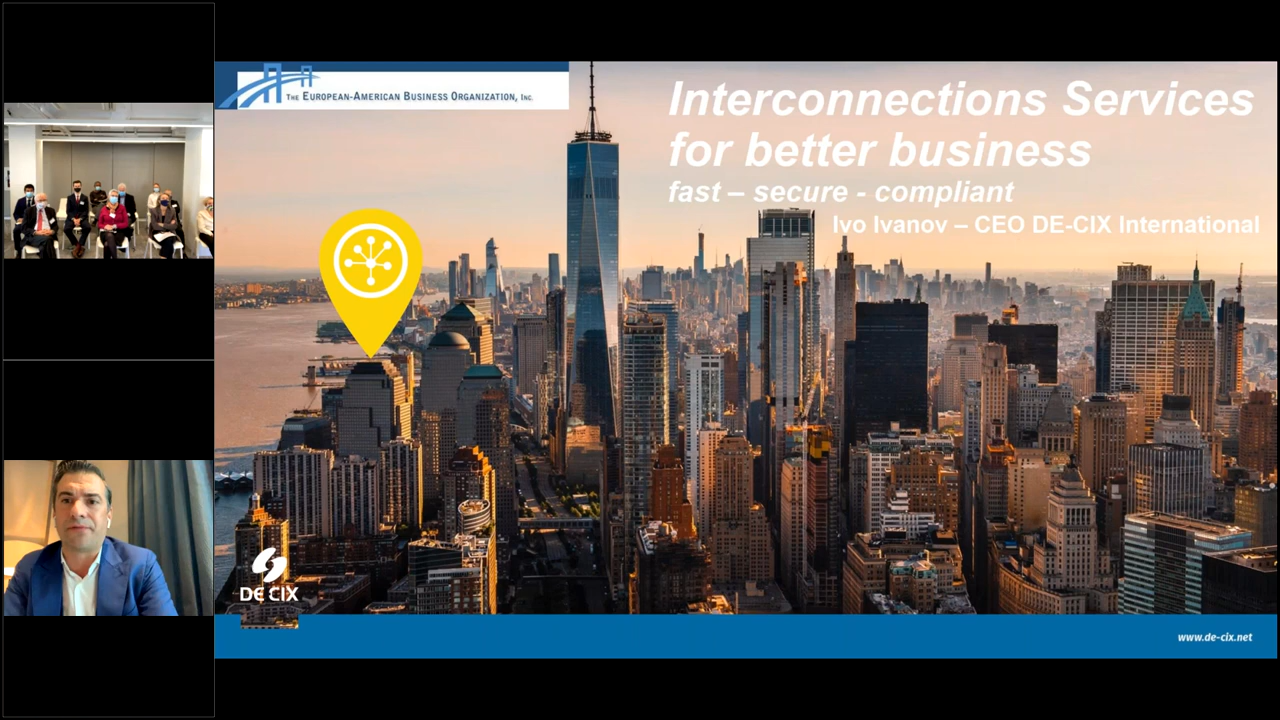 THE EUROPEAN-AMERICAN BUSINESS ORGANIZATION, INC.
Interconnections Services
for better business
fast – secure - compliant
Ivo Ivanov – CEO DE-CIX International
DE CIX
www.de-cix.net